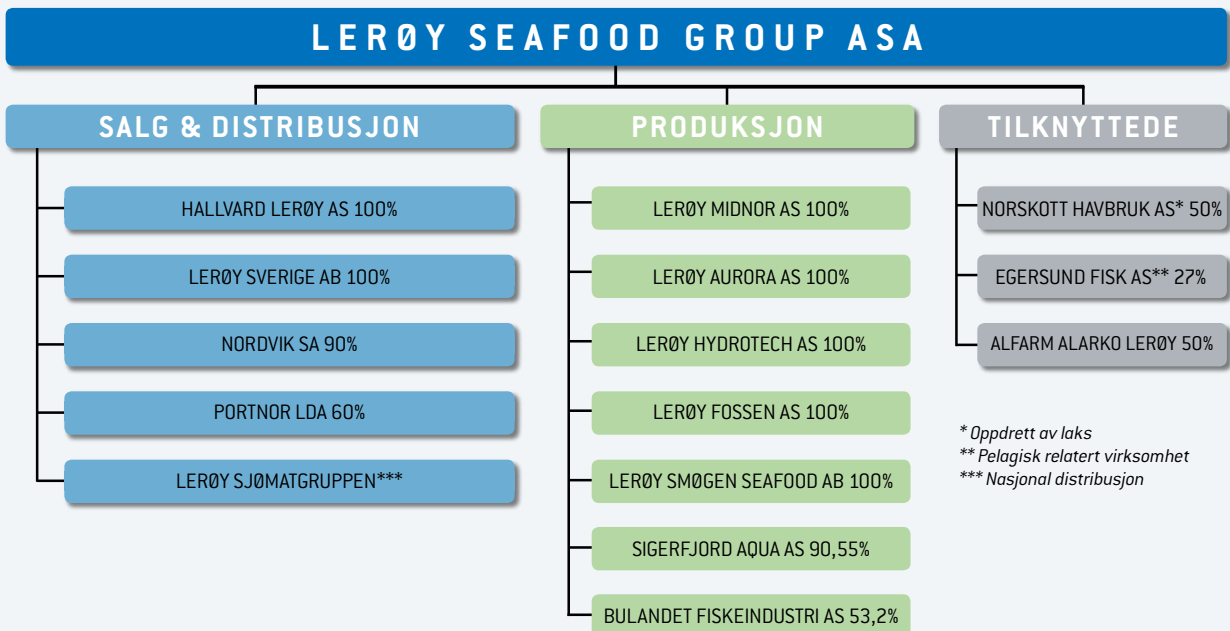 LERØY SEAFOOD GROUP ASA
SALG & DISTRIBUSJON
HALLVARD LERØY AS 100%
LERØY SVERIGE AB 100%
NORDVIK SA 90%
PORTNOR LDA 60%
LERØY SJØMATGRUPPEN***
PRODUKSJON
LERØY MIDNOR AS 100%
LERØY AURORA AS 100%
LERØY HYDROTECH AS 100%
LERØY FOSSEN AS 100%
LERØY SMØGEN SEAFOOD AB 100%
SIGERFJORD AQUA AS 90,55%
BULANDET FISKEINDUSTRI AS 53,2%
TILKNYTTEDE
NORSKOTT HAVBRUK AS* 50%
EGERSUND FISK AS** 27%
ALFARM ALARKO LERØY 50%
* Oppdrett av laks
** Pelagisk relatert virksomhet
*** Nasjonal distribusjon